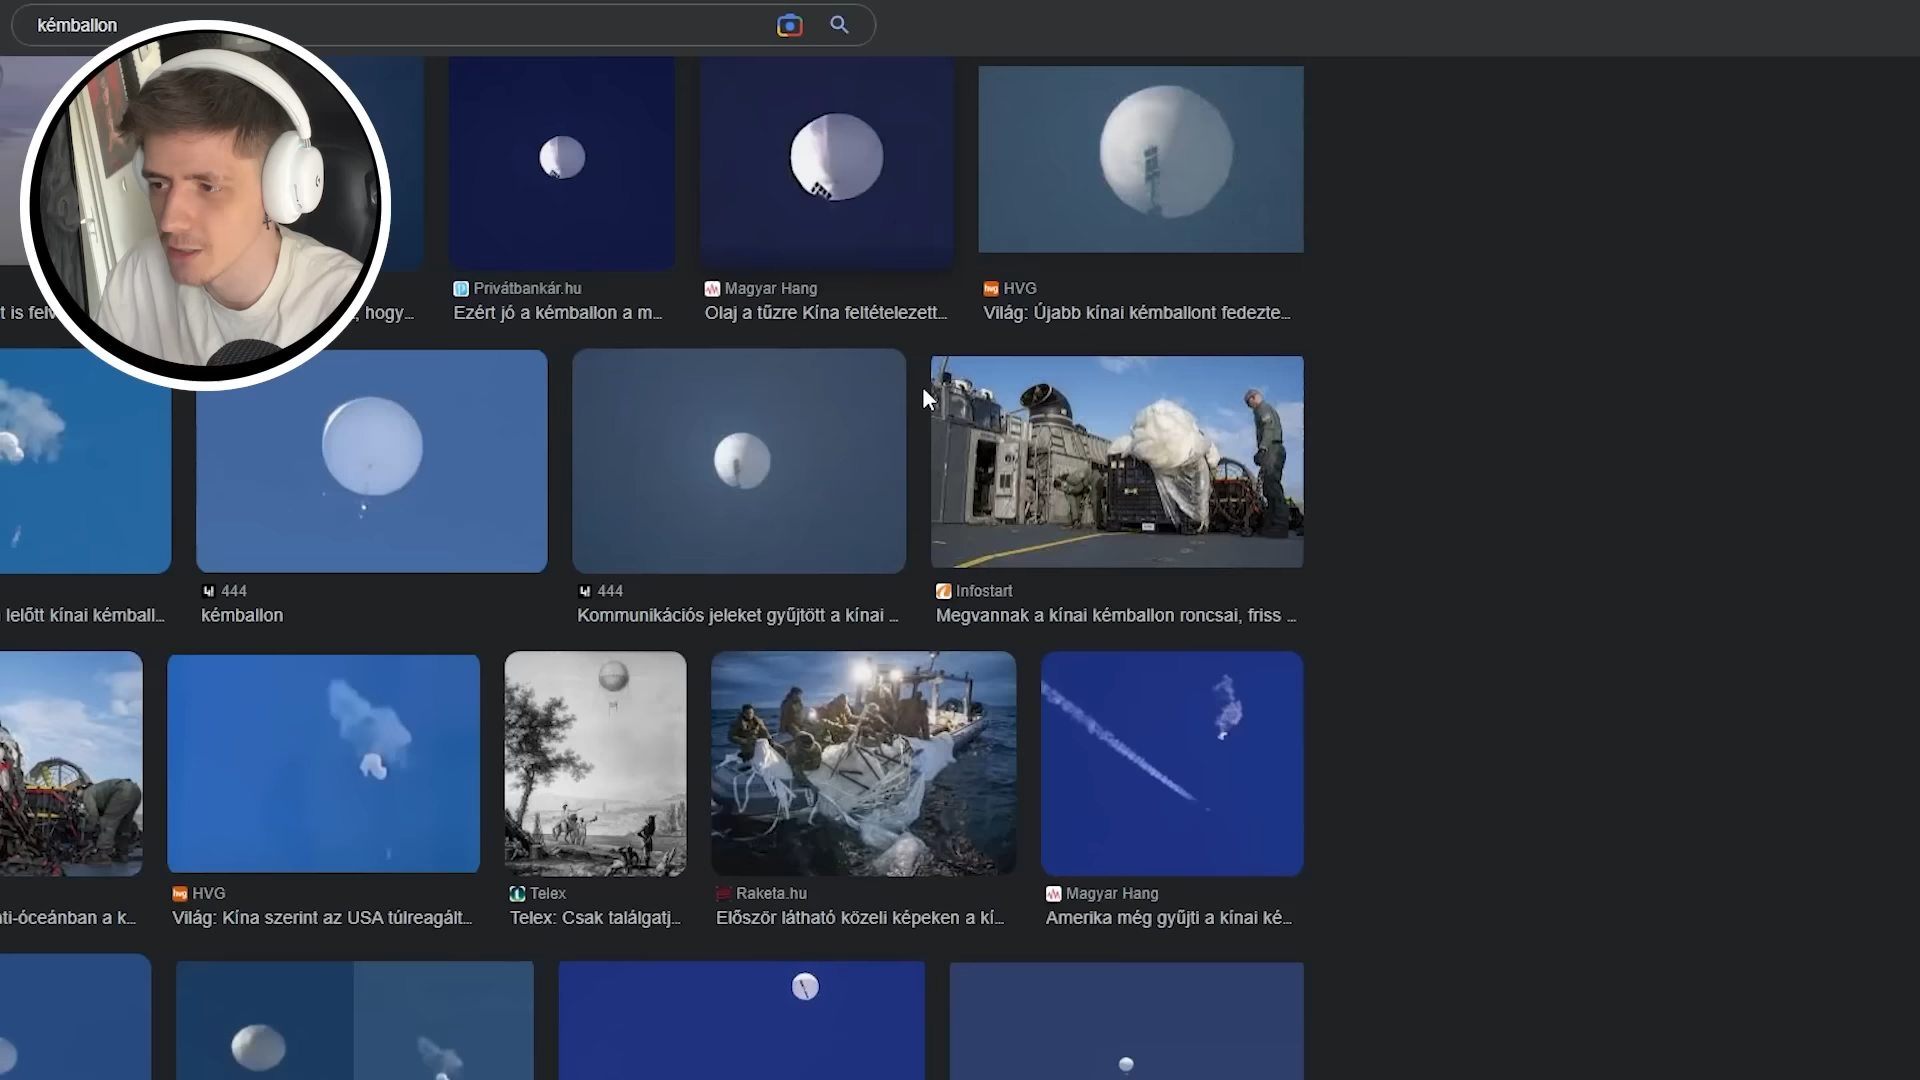 kémballon
Privátbankár.hu
Magyar Hang
HVG
t is felv
, hogy...
Ezért jó a kémballon a m...
Olaj a tűzre Kína feltételezett...
Világ: Újabb kínai kémballont fedezte...
444
444
Infostart
lelőtt kínai kémball...
kémballon
Kommunikációs jeleket gyűjtött a kínai ...
Megvannak a kínai kémballon roncsai, friss ...
HVG
Telex
Raketa.hu
Magyar Hang
ti-óceánban a k...
Világ: Kína szerint az USA túlreagált...
Telex: Csak találgatj...
Először látható közeli képeken a kí...
Amerika még gyűjti a kínai ké...